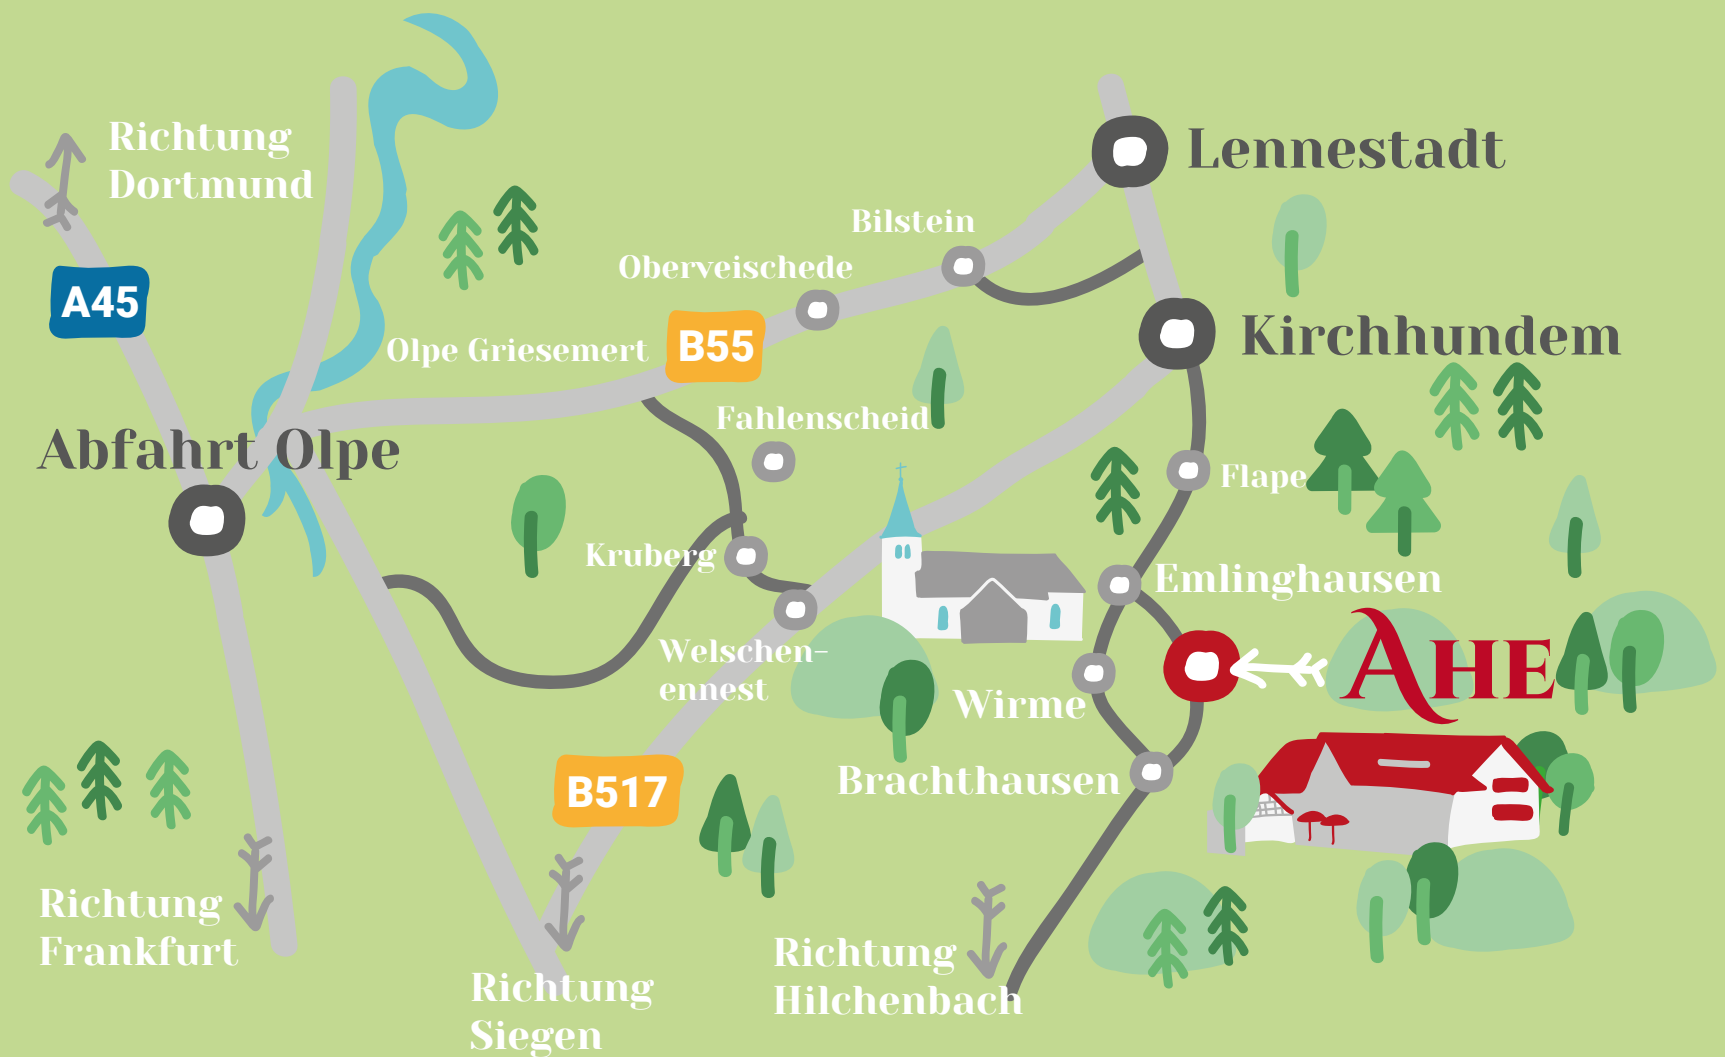 Richtung
Dortmund
Lennestadt
Bilstein
Oberveischede
A45
Olpe Griesemert
B55
Kirchhundem
Fahlenscheid
Abfahrt Olpe
Flape
Kruberg
Emlinghausen
Welschen-
ennest
AHE
Wirme
B517
Brachthausen
Richtung
Frankfurt
Richtung
Siegen
Richtung
Hilchenbach